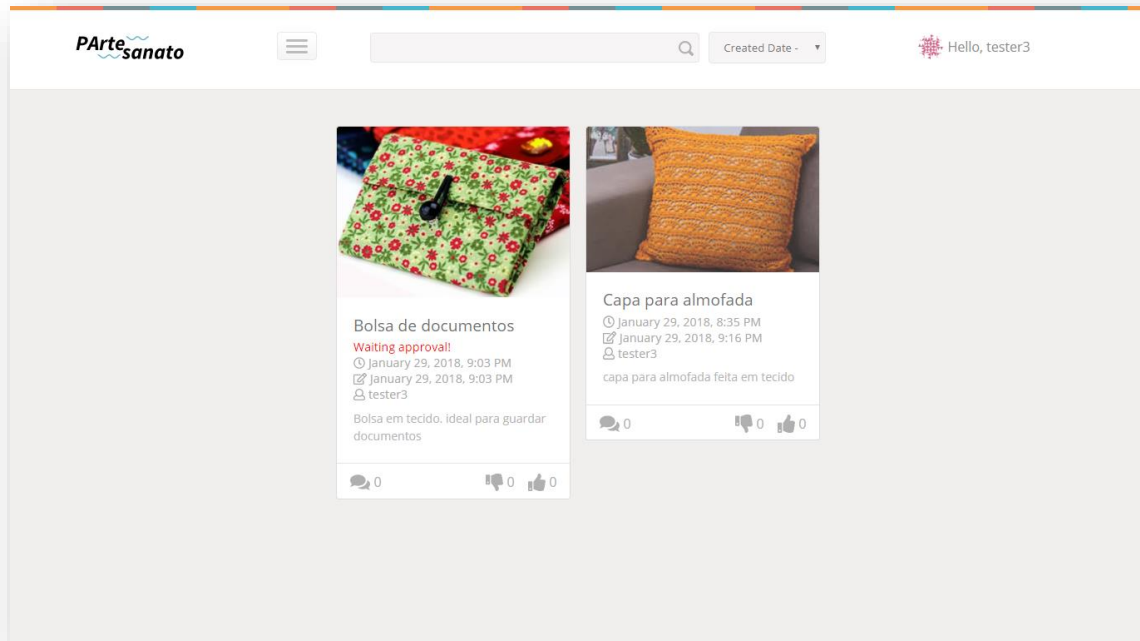 PArte
sanato
Created Date -
Hello, tester3
Bolsa de documentos
Waiting approval!
January 29, 2018, 9:03 PM
January 29, 2018, 9:03 PM
tester3
Bolsa em tecido. ideal para guardar
documentos
0
0
0
Capa para almofada
January 29, 2018, 8:35 PM
January 29, 2018, 9:16 PM
tester3
capa para almofada feita em tecido
0
0
0